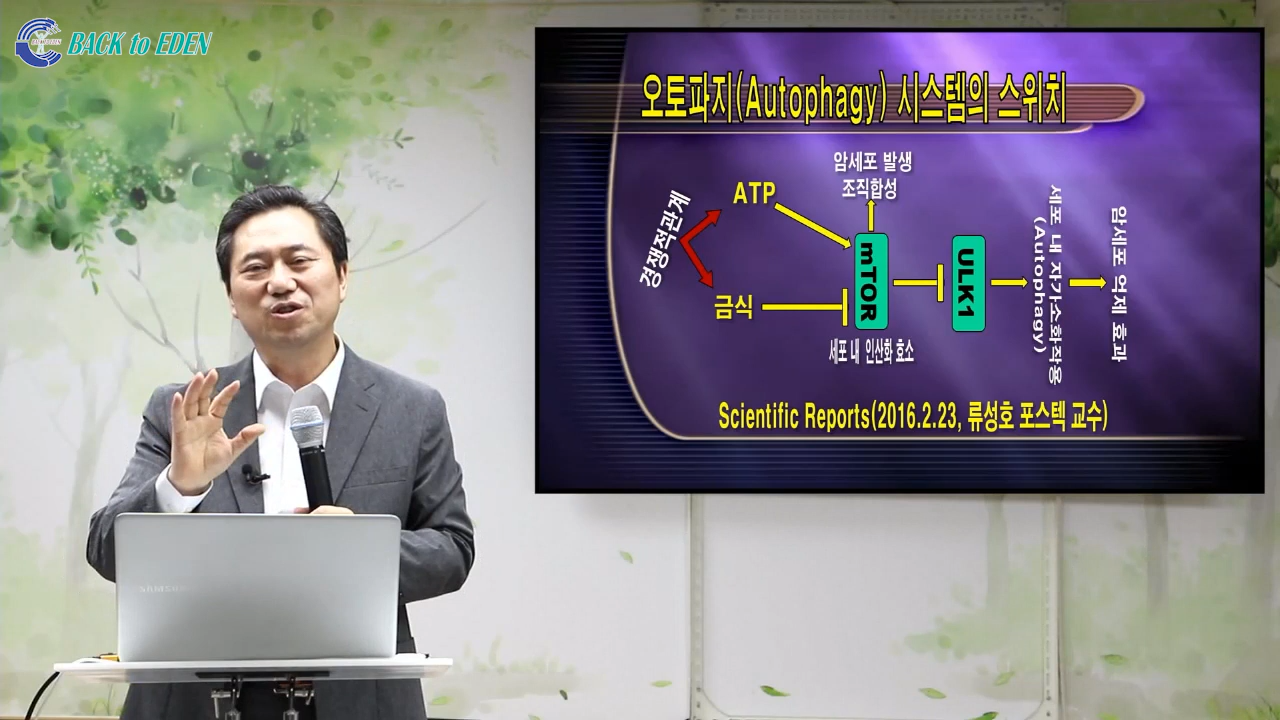 BACK to EDEN
오토파지(Autophagy) 시스템의 스위치
암세포 발생
조직합성
ATP
경쟁적관계
금식
mTOR
세포 내 인산화 효소
ULK1
세포 내 자가소화작용
(Autophagy)
암세포 억제 효과
Scientific Reports(2016.2.23, 류성호 포스텍 교수)
SAMSUNG